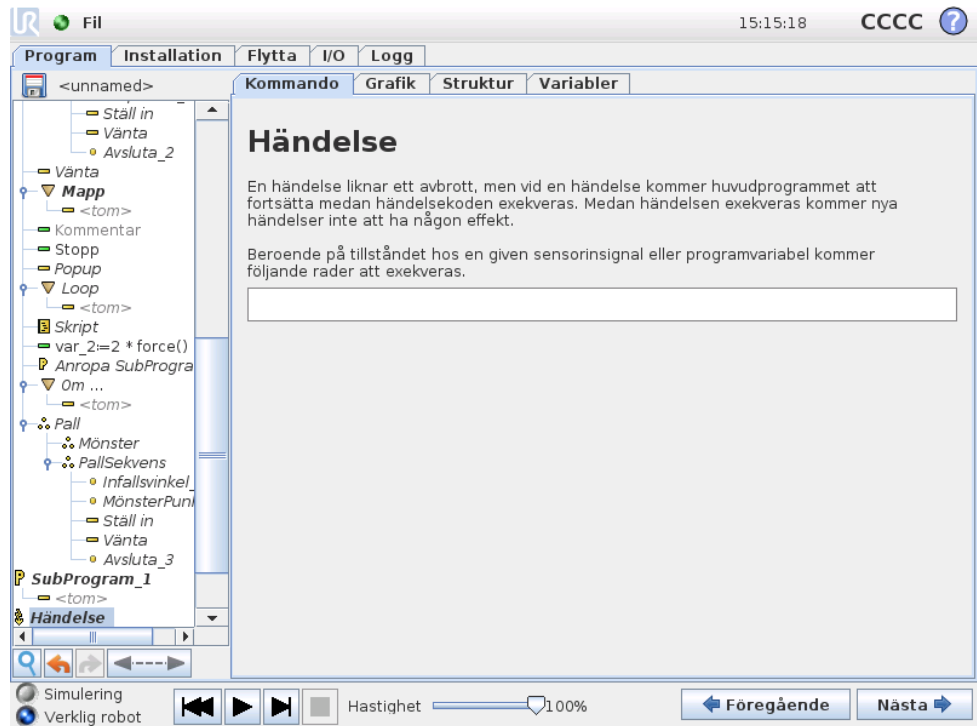 UR Fil 15:15:18 CCCC ?
Program Installation Flytta I/O Logg
<unnamed>
Kommando Grafik Struktur Variabler
Ställ in
Vänta
Avsluta_2
Vänta
Mapp
<tom>
Kommentar
Stopp
Popup
Loop
<tom>
Skript
var_2:=2 * force()
Anropa SubProgra
Om ...
<tom>
Pall
Mönster
PallSekvens
Infallsvinkel_
MönsterPunl
Ställ in
Vänta
Avsluta_3
SubProgram_1
<tom>
Händelse
Händelse
En händelse liknar ett avbrott, men vid en händelse kommer huvudprogrammet att
fortsätta medan händelsekoden exekveras. Medan händelsen exekveras kommer nya
händelser inte att ha någon effekt.
Beroende på tillståndet hos en given sensorinsignal eller programvariabel kommer
följande rader att exekveras.
Simulering
Verklig robot
Hastighet 100%
Föregående Nästa